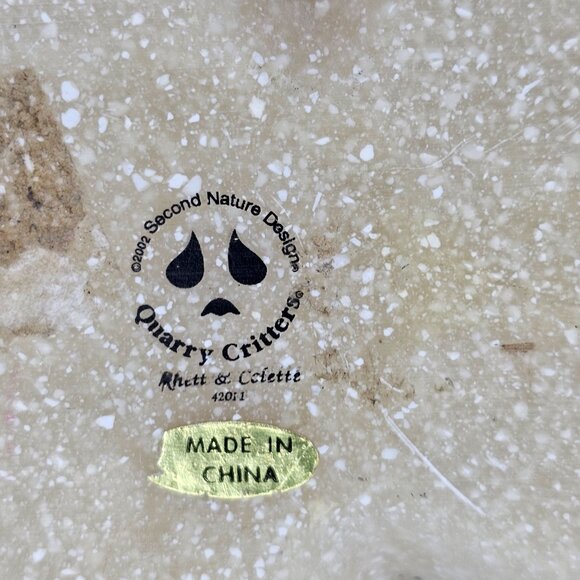 ©2002 Second Nature Design®
Quarry Critters®
Rhett & Colette
42011
MADE IN
CHINA